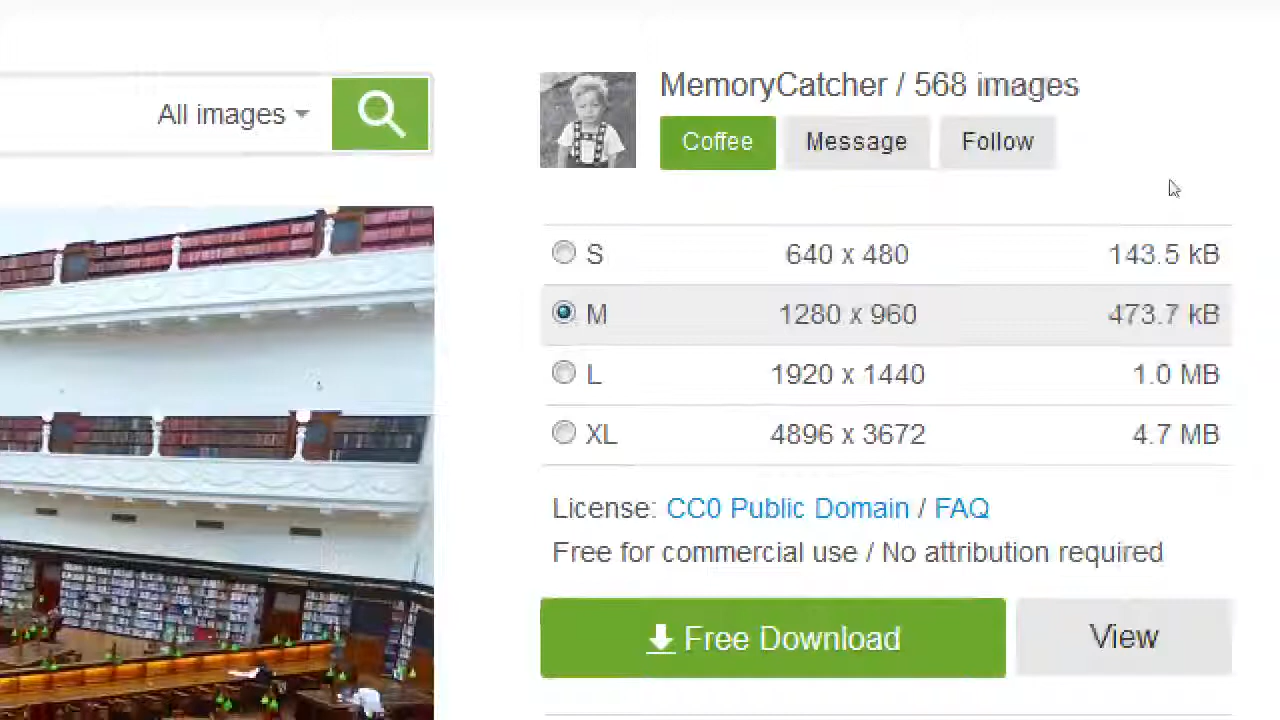 All images
MemoryCatcher / 568 images
Coffee Message Follow
S 640 x 480 143.5 kB
M 1280 x 960 473.7 kB
L 1920 x 1440 1.0 MB
XL 4896 x 3672 4.7 MB
License: CC0 Public Domain / FAQ
Free for commercial use / No attribution required
Free Download View